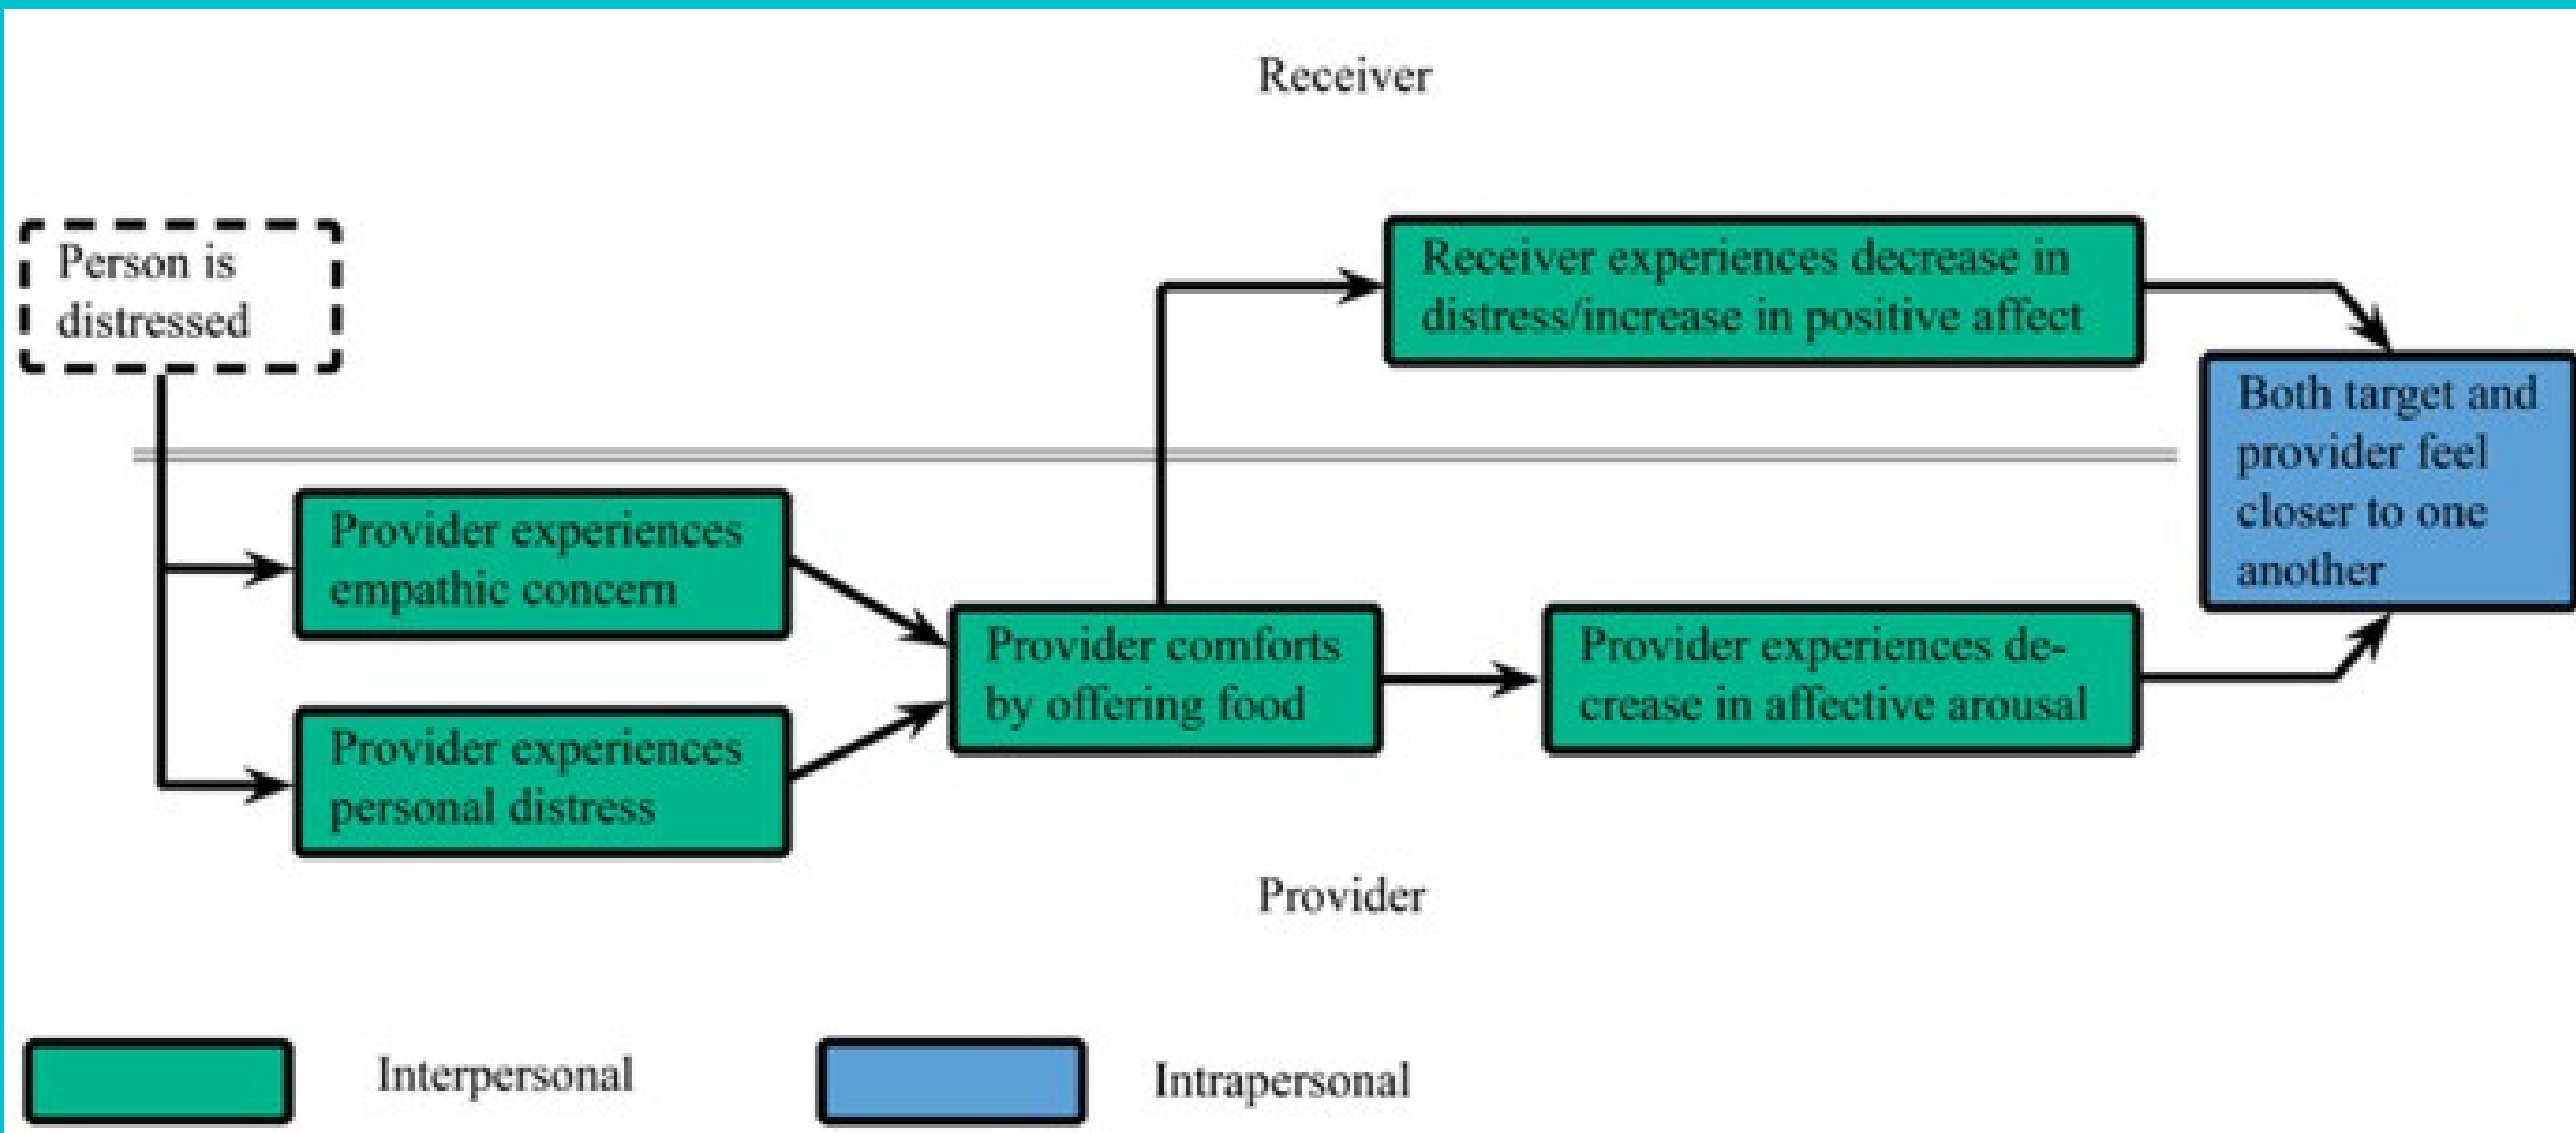 Receiver
Person is
distressed
Receiver experiences decrease in
distress/increase in positive affect
Both target and
provider feel
closer to one
another
Provider experiences
empathic concern
Provider experiences
personal distress
Provider comforts
by offering food
Provider experiences de-
crease in affective arousal
Provider
Interpersonal
Intrapersonal